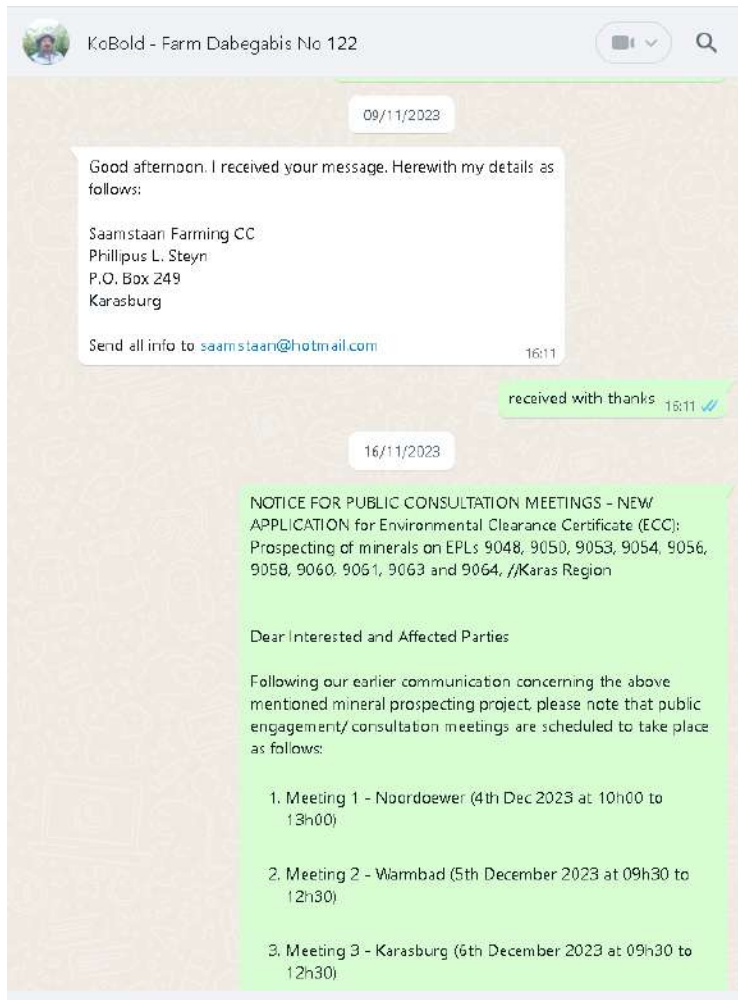 KoBold - Farm Dabegabis No 122
09/11/2023
Good afternoon. I received your message. Herewith my details as
follows:
Saamstaan Farming CC
Phillipus L. Steyn
P.O. Box 249
Karasburg
Send all info to saamstaan@hotmail.com
16:11
received with thanks 16:11
16/11/2023
NOTICE FOR PUBLIC CONSULTATION MEETINGS - NEW
APPLICATION for Environmental Clearance Certificate (ECC):
Prospecting of minerals on EPLs 9048, 9050, 9053, 9054, 9056,
9058, 9060, 9061, 9063 and 9064, //Karas Region
Dear Interested and Affected Parties
Following our earlier communication concerning the above
mentioned mineral prospecting project, please note that public
engagement/ consultation meetings are scheduled to take place
as follows:
1. Meeting 1 - Noordoewer (4th Dec 2023 at 10h00 to
13h00)
2. Meeting 2 - Warmbad (5th December 2023 at 09h30 to
12h30)
3. Meeting 3 - Karasburg (6th December 2023 at 09h30 to
12h30)